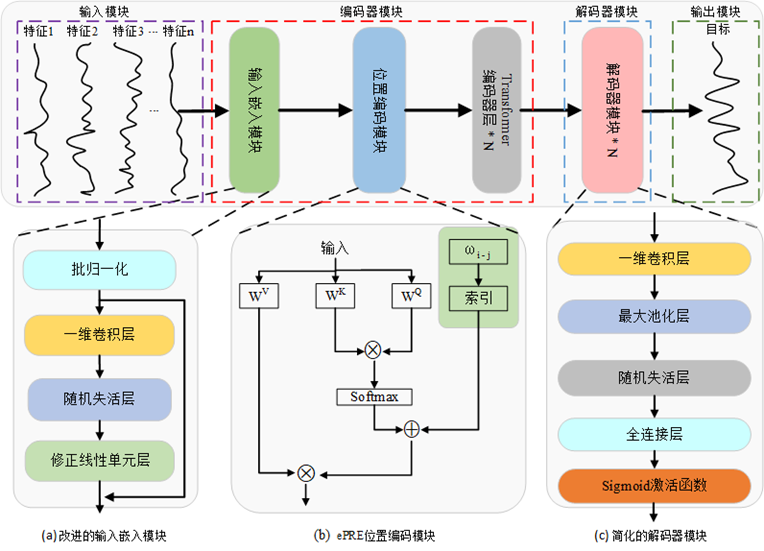 输入模块
编码器模块
解码器模块
输出模块
特征1
特征2
特征3
...
特征n
目标
...
输入嵌入模块
位置编码模块
Transformer
编码器层*N
解码器模块*N
批归一化
一维卷积层
随机失活层
修正线性单元层
输入
ω i-j
索引
W^V
W^K
W^Q
Softmax
一维卷积层
最大池化层
随机失活层
全连接层
Sigmoid激活函数
(a) 改进的输入嵌入模块
(b) ePRE位置编码模块
(c) 简化的解码器模块